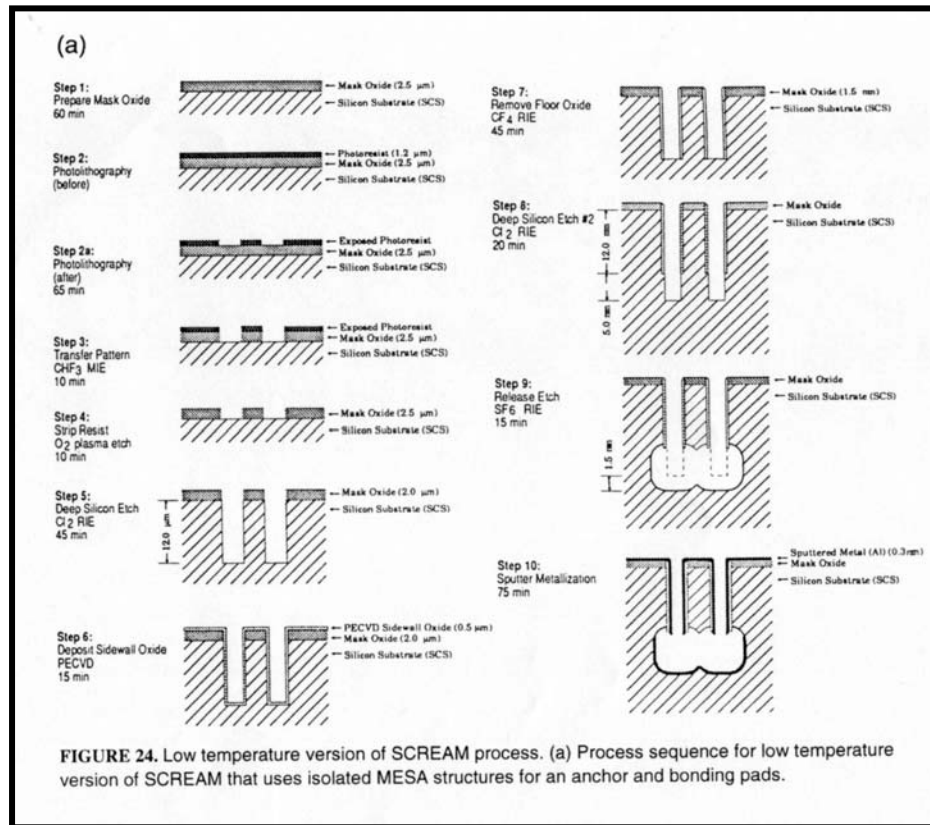 (a)
Step 1:
Prepare Mask Oxide
60 min
Mask Oxide (2.5 μm)
Silicon Substrate (SCS)
Step 2:
Photolithography
(before)
Photoresist (1.2 μm)
Mask Oxide (2.5 μm)
Silicon Substrate (SCS)
Step 2a:
Photolithography
(after)
65 min
Exposed Photoresist
Mask Oxide (2.5 μm)
Silicon Substrate (SCS)
Step 3:
Transfer Pattern
CHF3 MIE
10 min
Exposed Photoresist
Mask Oxide (2.5 μm)
Silicon Substrate (SCS)
Step 4:
Strip Resist
O2 plasma etch
10 min
Mask Oxide (2.5 μm)
Silicon Substrate (SCS)
Step 5:
Deep Silicon Etch
Cl2 RIE
45 min
12.0 μm
Mask Oxide (2.0 μm)
Silicon Substrate (SCS)
Step 6:
Deposit Sidewall Oxide
PECVD
15 min
PECVD Sidewall Oxide (0.5 μm)
Mask Oxide (2.0 μm)
Silicon Substrate (SCS)
Step 7:
Remove Floor Oxide
CF4 RIE
45 min
Mask Oxide (1.5 mm)
Silicon Substrate (SCS)
Step 8:
Deep Silicon Etch #2
Cl2 RIE
20 min
12.0 mm
5.0 mm
Mask Oxide
Silicon Substrate (SCS)
Step 9:
Release Etch
SF6 RIE
15 min
1.5 mm
Mask Oxide
Silicon Substrate (SCS)
Step 10:
Sputter Metallization
75 min
Sputtered Metal (Al) (0.3mm)
Mask Oxide
Silicon Substrate (SCS)
FIGURE 24. Low temperature version of SCREAM process. (a) Process sequence for low temperature
version of SCREAM that uses isolated MESA structures for an anchor and bonding pads.